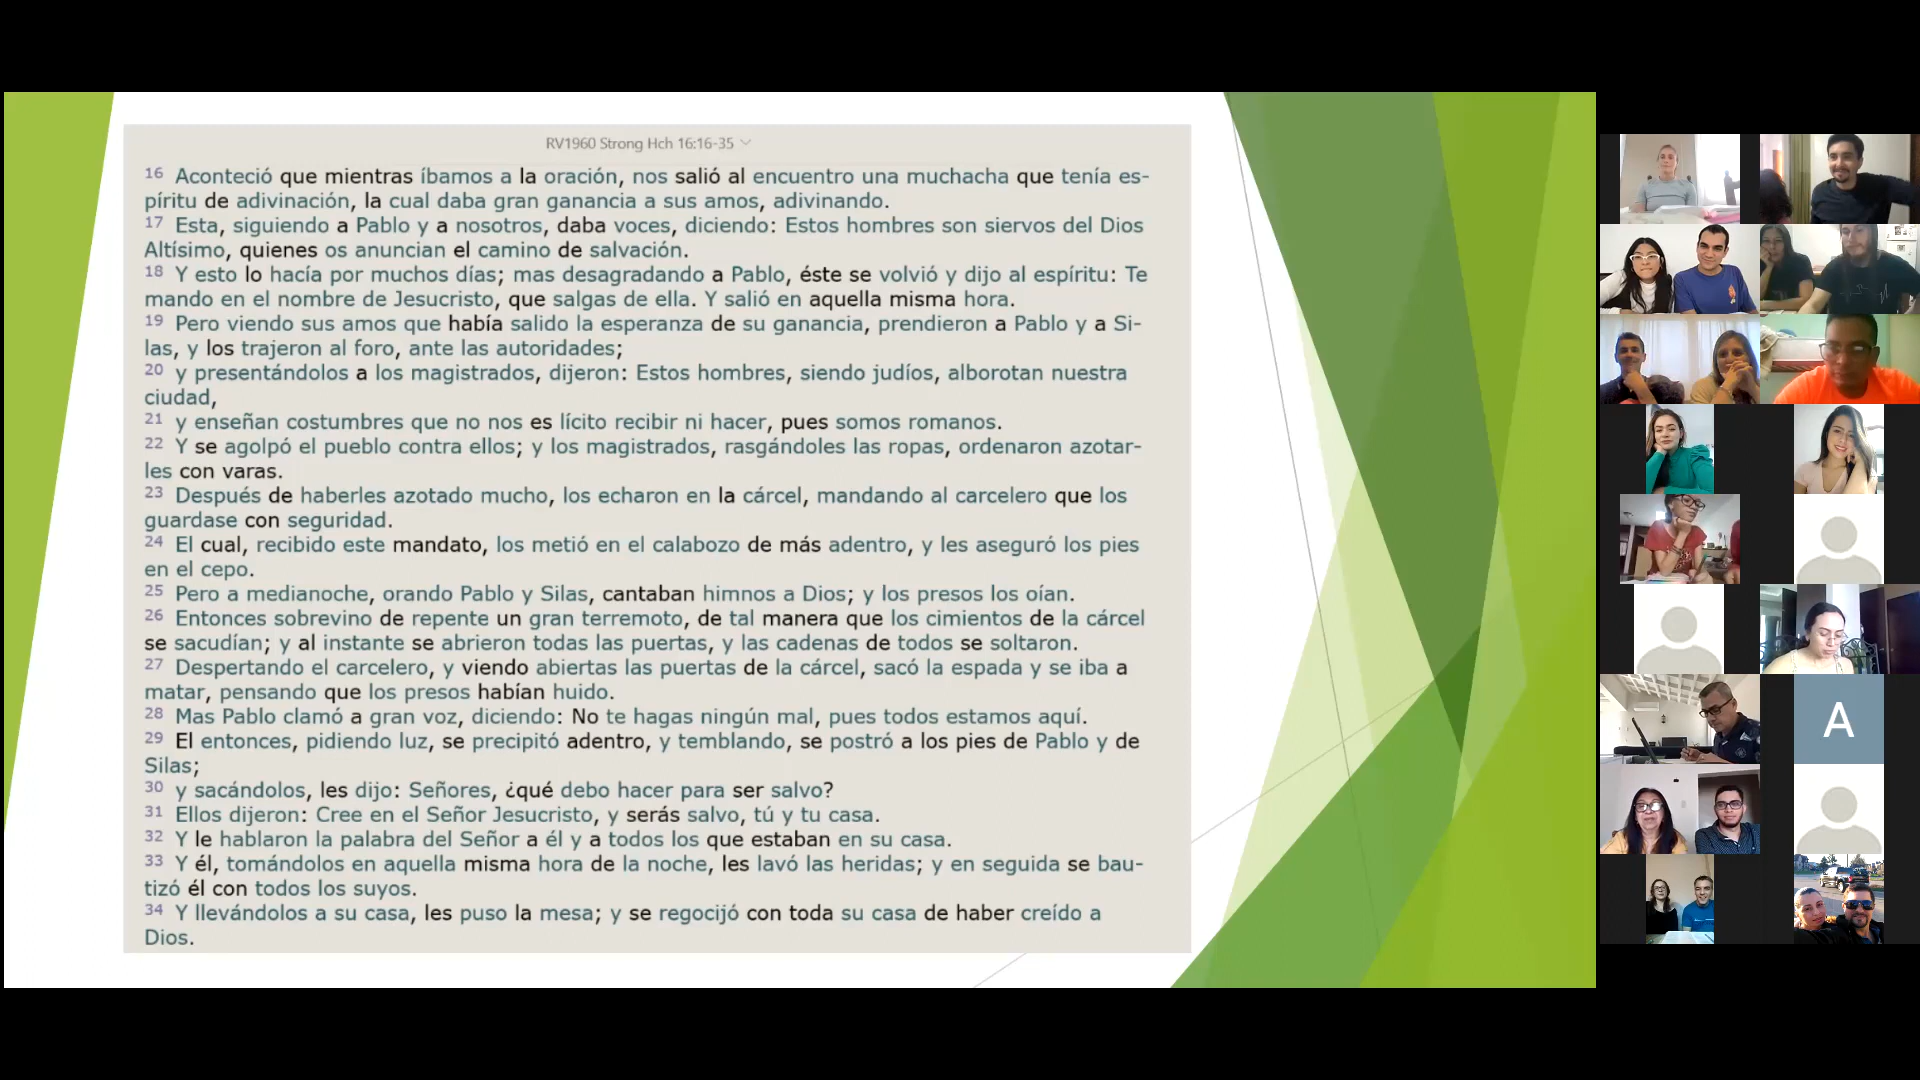 RV1960 Strong Hch 16:16-35
16 Aconteció que mientras íbamos a la oración, nos salió al encuentro una muchacha que tenía es-
píritu de adivinación, la cual daba gran ganancia a sus amos, adivinando.
17 Esta, siguiendo a Pablo y a nosotros, daba voces, diciendo: Estos hombres son siervos del Dios
Altísimo, quienes os anuncian el camino de salvación.
18 Y esto lo hacía por muchos días; mas desagradando a Pablo, éste se volvió y dijo al espíritu: Te
mando en el nombre de Jesucristo, que salgas de ella. Y salió en aquella misma hora.
19 Pero viendo sus amos que había salido la esperanza de su ganancia, prendieron a Pablo y a Si-
las, y los trajeron al foro, ante las autoridades;
20 y presentándolos a los magistrados, dijeron: Estos hombres, siendo judíos, alborotan nuestra
ciudad,
21 y enseñan costumbres que no nos es lícito recibir ni hacer, pues somos romanos.
22 Y se agolpó el pueblo contra ellos; y los magistrados, rasgándoles las ropas, ordenaron azotar-
les con varas.
23 Después de haberles azotado mucho, los echaron en la cárcel, mandando al carcelero que los
guardase con seguridad.
24 El cual, recibido este mandato, los metió en el calabozo de más adentro, y les aseguró los pies
en el cepo.
25 Pero a medianoche, orando Pablo y Silas, cantaban himnos a Dios; y los presos los oían.
26 Entonces sobrevino de repente un gran terremoto, de tal manera que los cimientos de la cárcel
se sacudían; y al instante se abrieron todas las puertas, y las cadenas de todos se soltaron.
27 Despertando el carcelero, y viendo abiertas las puertas de la cárcel, sacó la espada y se iba a
matar, pensando que los presos habían huido.
28 Mas Pablo clamó a gran voz, diciendo: No te hagas ningún mal, pues todos estamos aquí.
29 El entonces, pidiendo luz, se precipitó adentro, y temblando, se postró a los pies de Pablo y de
Silas;
30 y sacándolos, les dijo: Señores, ¿qué debo hacer para ser salvo?
31 Ellos dijeron: Cree en el Señor Jesucristo, y serás salvo, tú y tu casa.
32 Y le hablaron la palabra del Señor a él y a todos los que estaban en su casa.
33 Y él, tomándolos en aquella misma hora de la noche, les lavó las heridas; y en seguida se bau-
tizó él con todos los suyos.
34 Y llevándolos a su casa, les puso la mesa; y se regocijó con toda su casa de haber creído a
Dios.
A